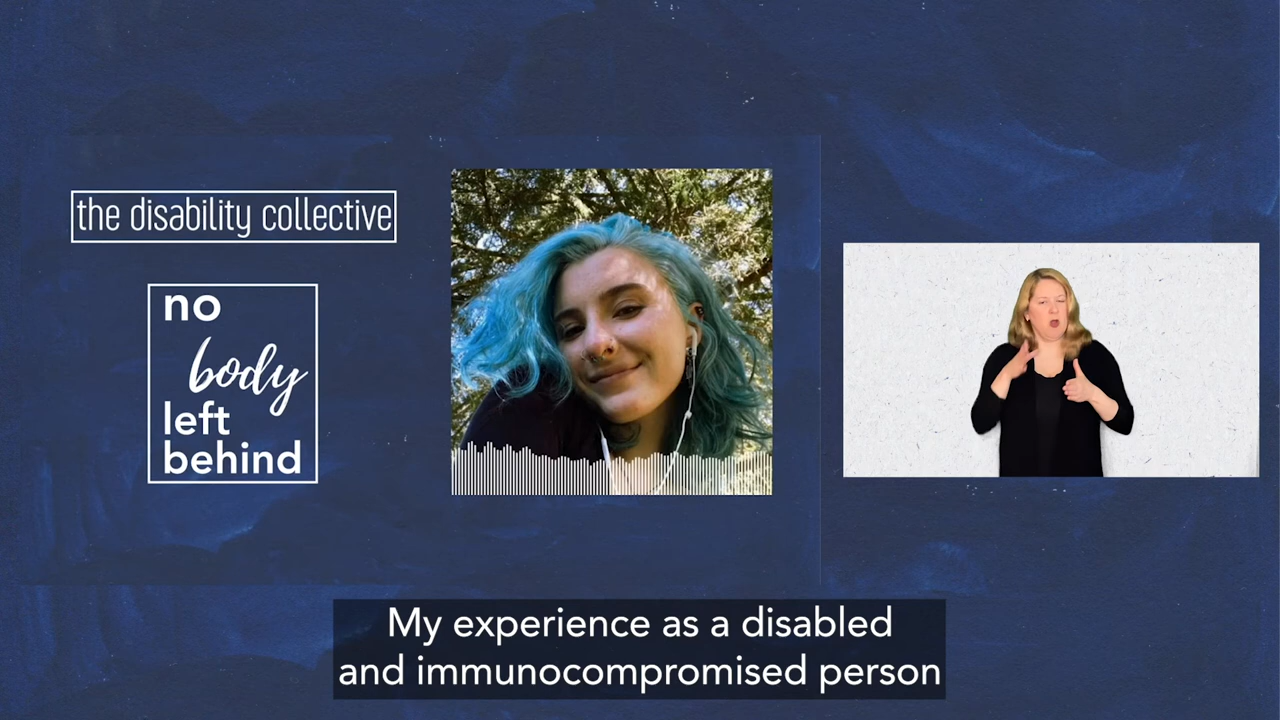 the disability collective
no
body
left
behind
My experience as a disabled
and immunocompromised person